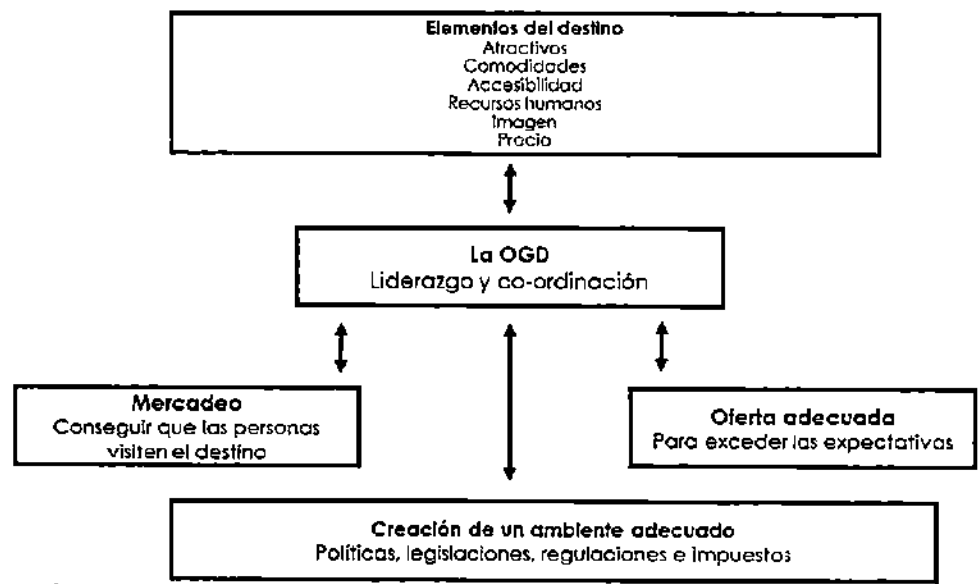 Elementos del destino
Atractivos
Comodidades
Accesibilidad
Recursos humanos
Imagen
Precio
La OGD
Liderazgo y co-ordinación
Mercadeo
Conseguir que las personas
visiten el destino
Oferta adecuada
Para exceder las expectativas
Creación de un ambiente adecuado
Políticas, legislaciones, regulaciones e impuestos